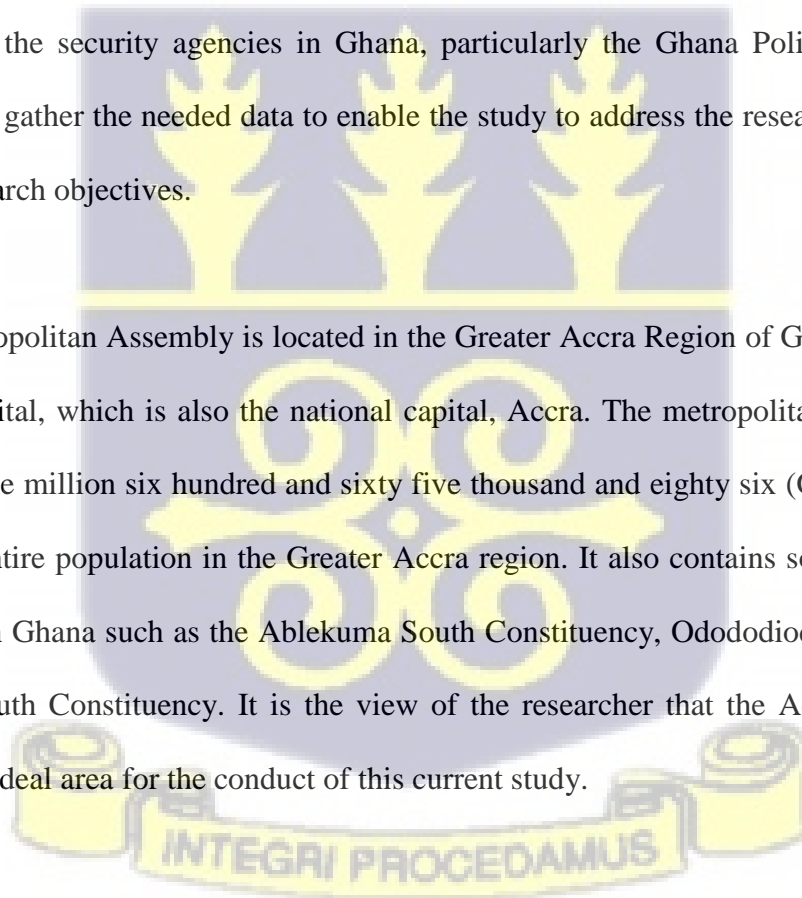 the security agencies in Ghana, particularly the Ghana Poli
gather the needed data to enable the study to address the resea
arch objectives.
opolitan Assembly is located in the Greater Accra Region of G
ital, which is also the national capital, Accra. The metropolita
e million six hundred and sixty five thousand and eighty six (
ntire population in the Greater Accra region. It also contains so
n Ghana such as the Ablekuma South Constituency, Odododioc
uth Constituency. It is the view of the researcher that the A
deal area for the conduct of this current study.
INTEGRI PROCEDAMUS